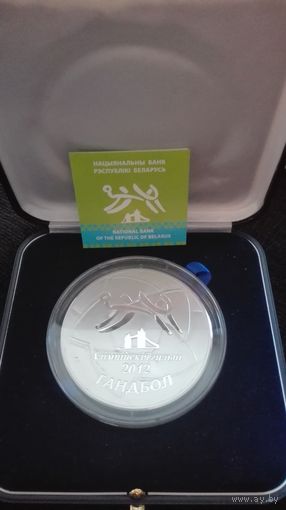 НАЦЫЯНАЛЬНЫ БАНК
РЭСПУБЛІКІ БЕЛАРУСЬ
NATIONAL BANK
OF THE REPUBLIC OF BELARUS
2012
ГАНДБОЛ
www.ay.by